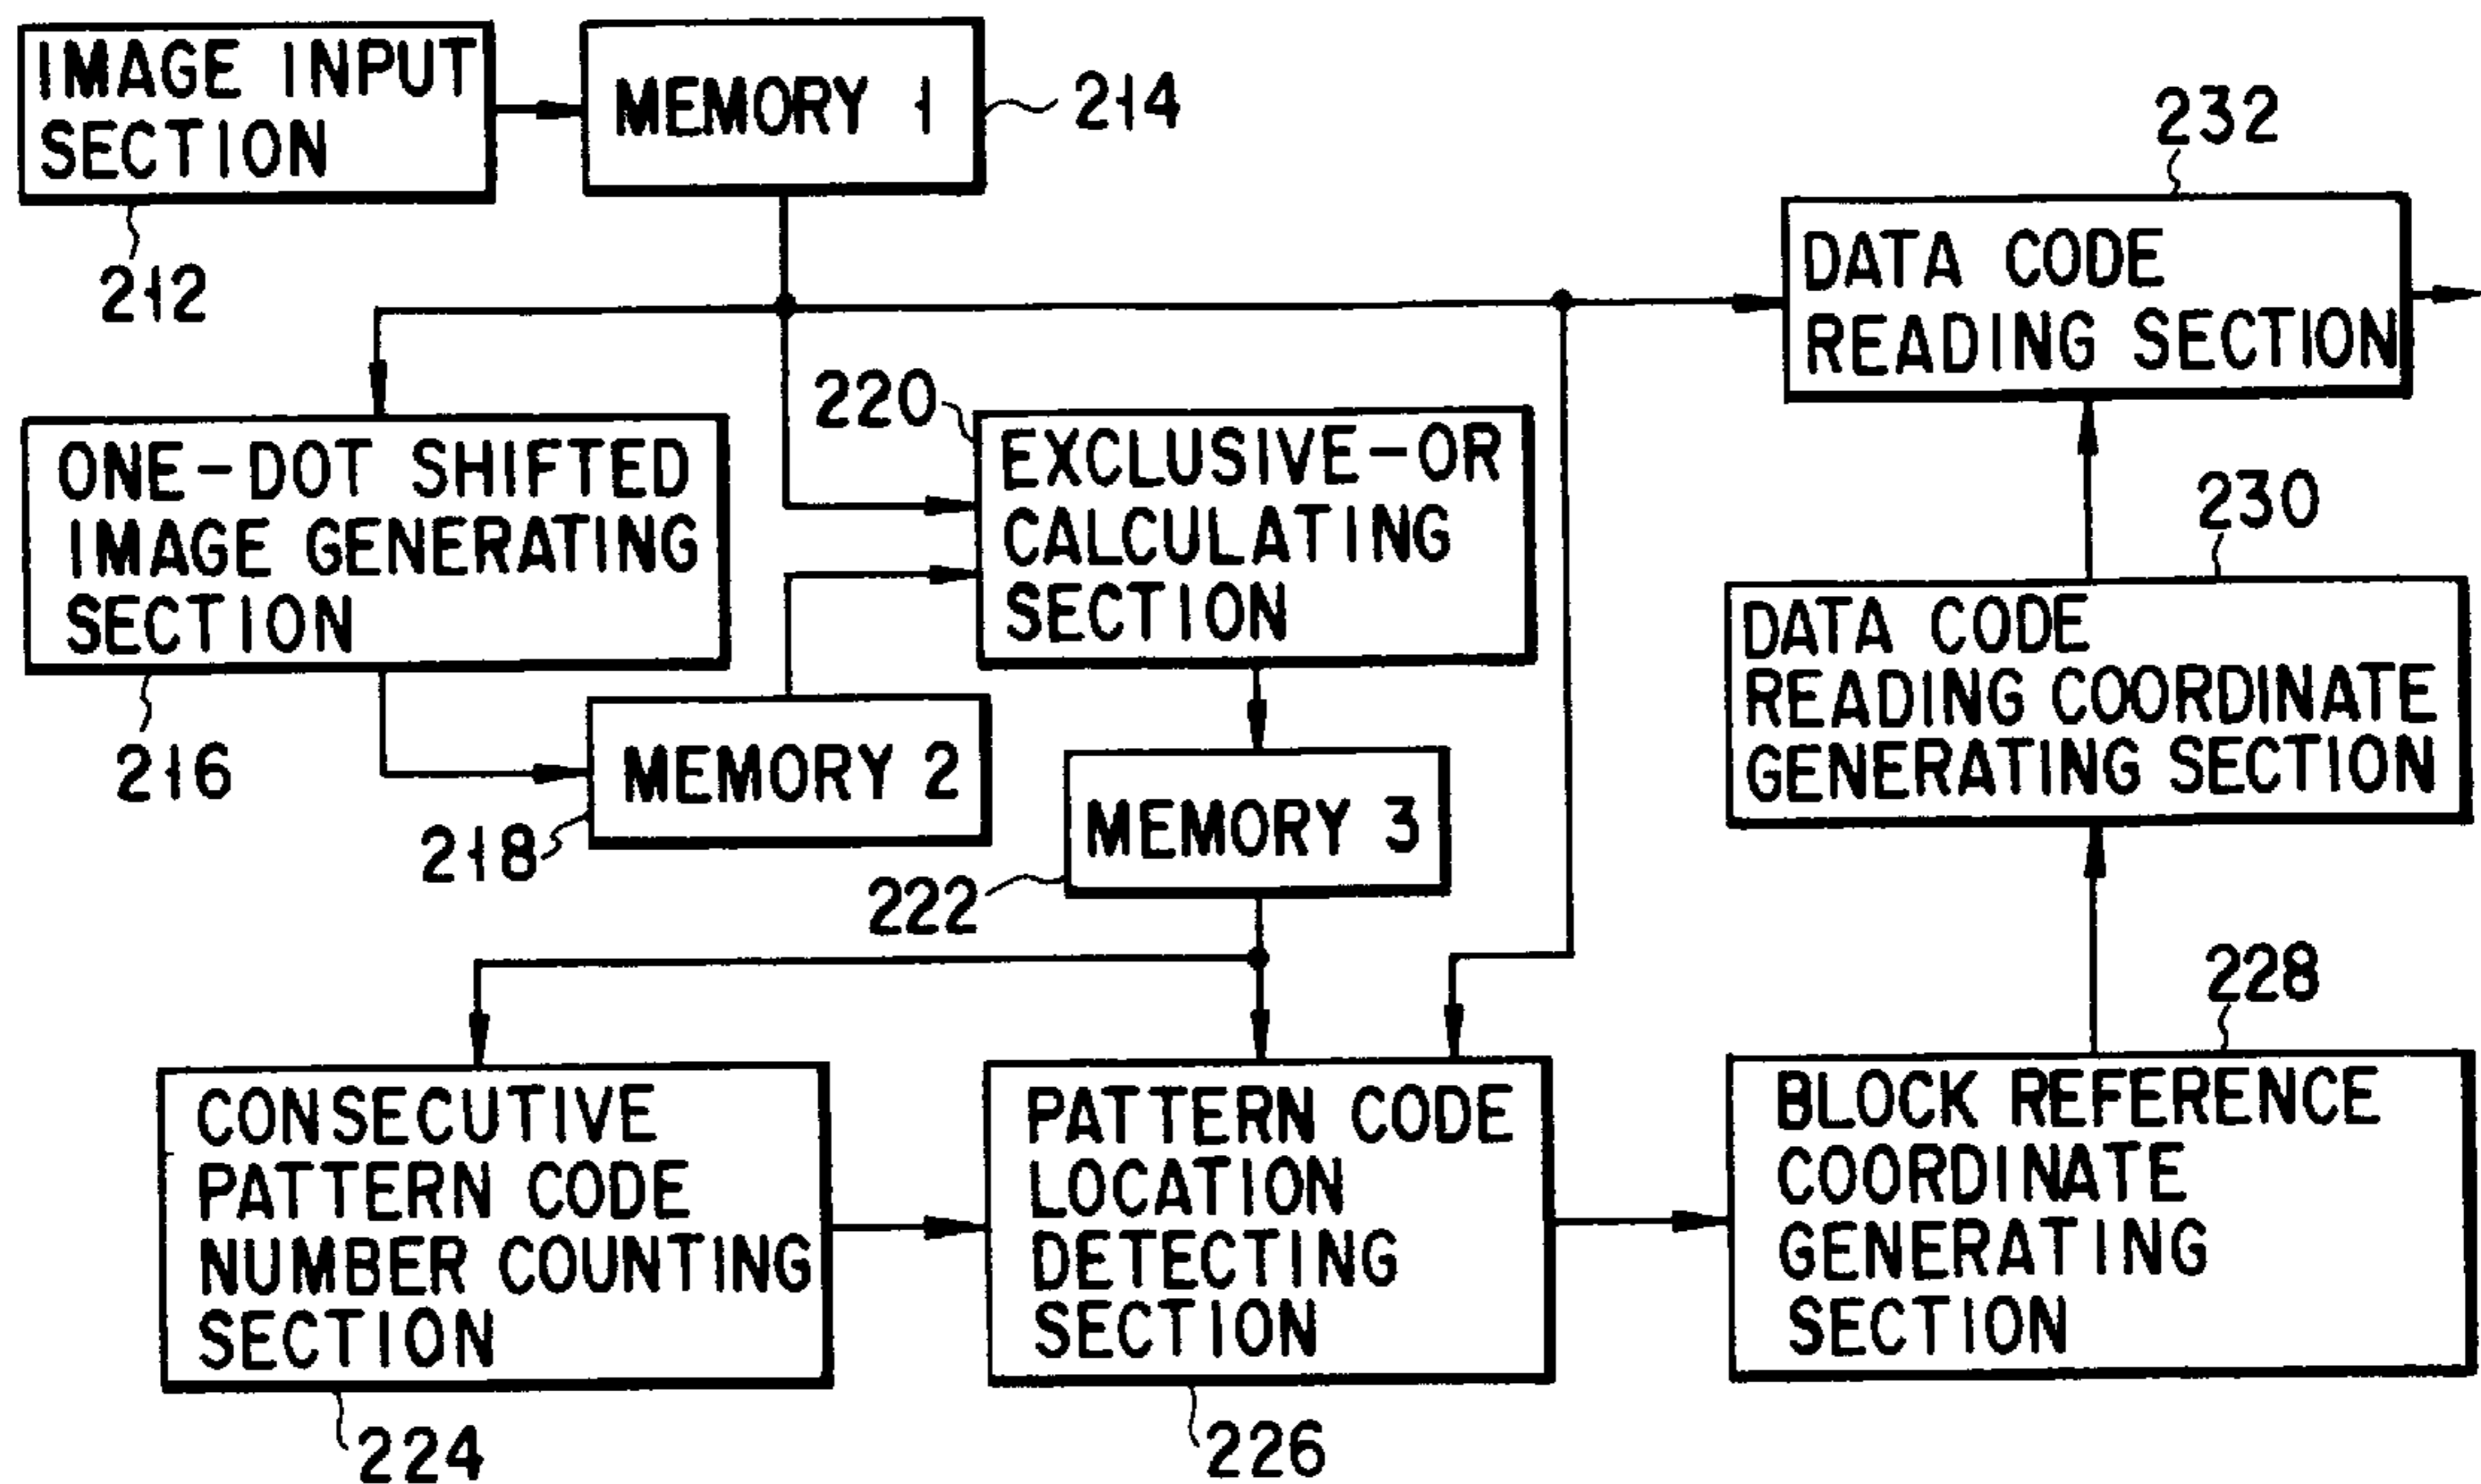 IMAGE INPUT
SECTION
212
MEMORY 1
214
232
DATA CODE
READING SECTION
ONE-DOT SHIFTED
IMAGE GENERATING
SECTION
216
220
EXCLUSIVE-OR
CALCULATING
SECTION
230
DATA CODE
READING COORDINATE
GENERATING SECTION
MEMORY 2
218
MEMORY 3
222
228
CONSECUTIVE
PATTERN CODE
NUMBER COUNTING
SECTION
224
PATTERN CODE
LOCATION
DETECTING
SECTION
226
BLOCK REFERENCE
COORDINATE
GENERATING
SECTION